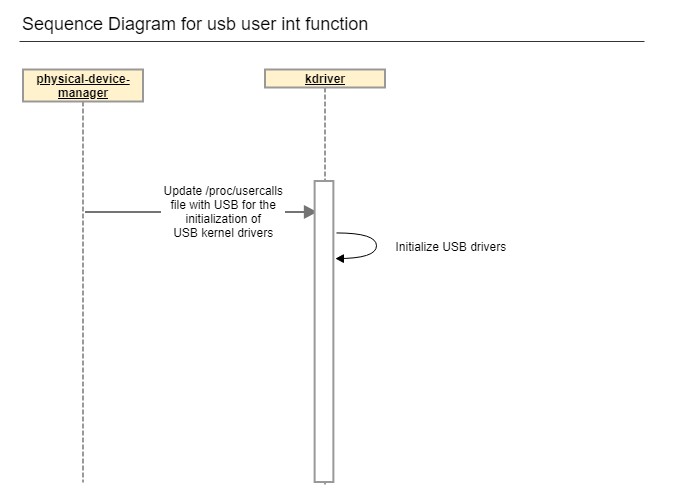 Sequence Diagram for usb user int function
physical-device-
manager
kdriver
Update /proc/usercalls
file with USB for the
initialization of
USB kernel drivers
Initialize USB drivers